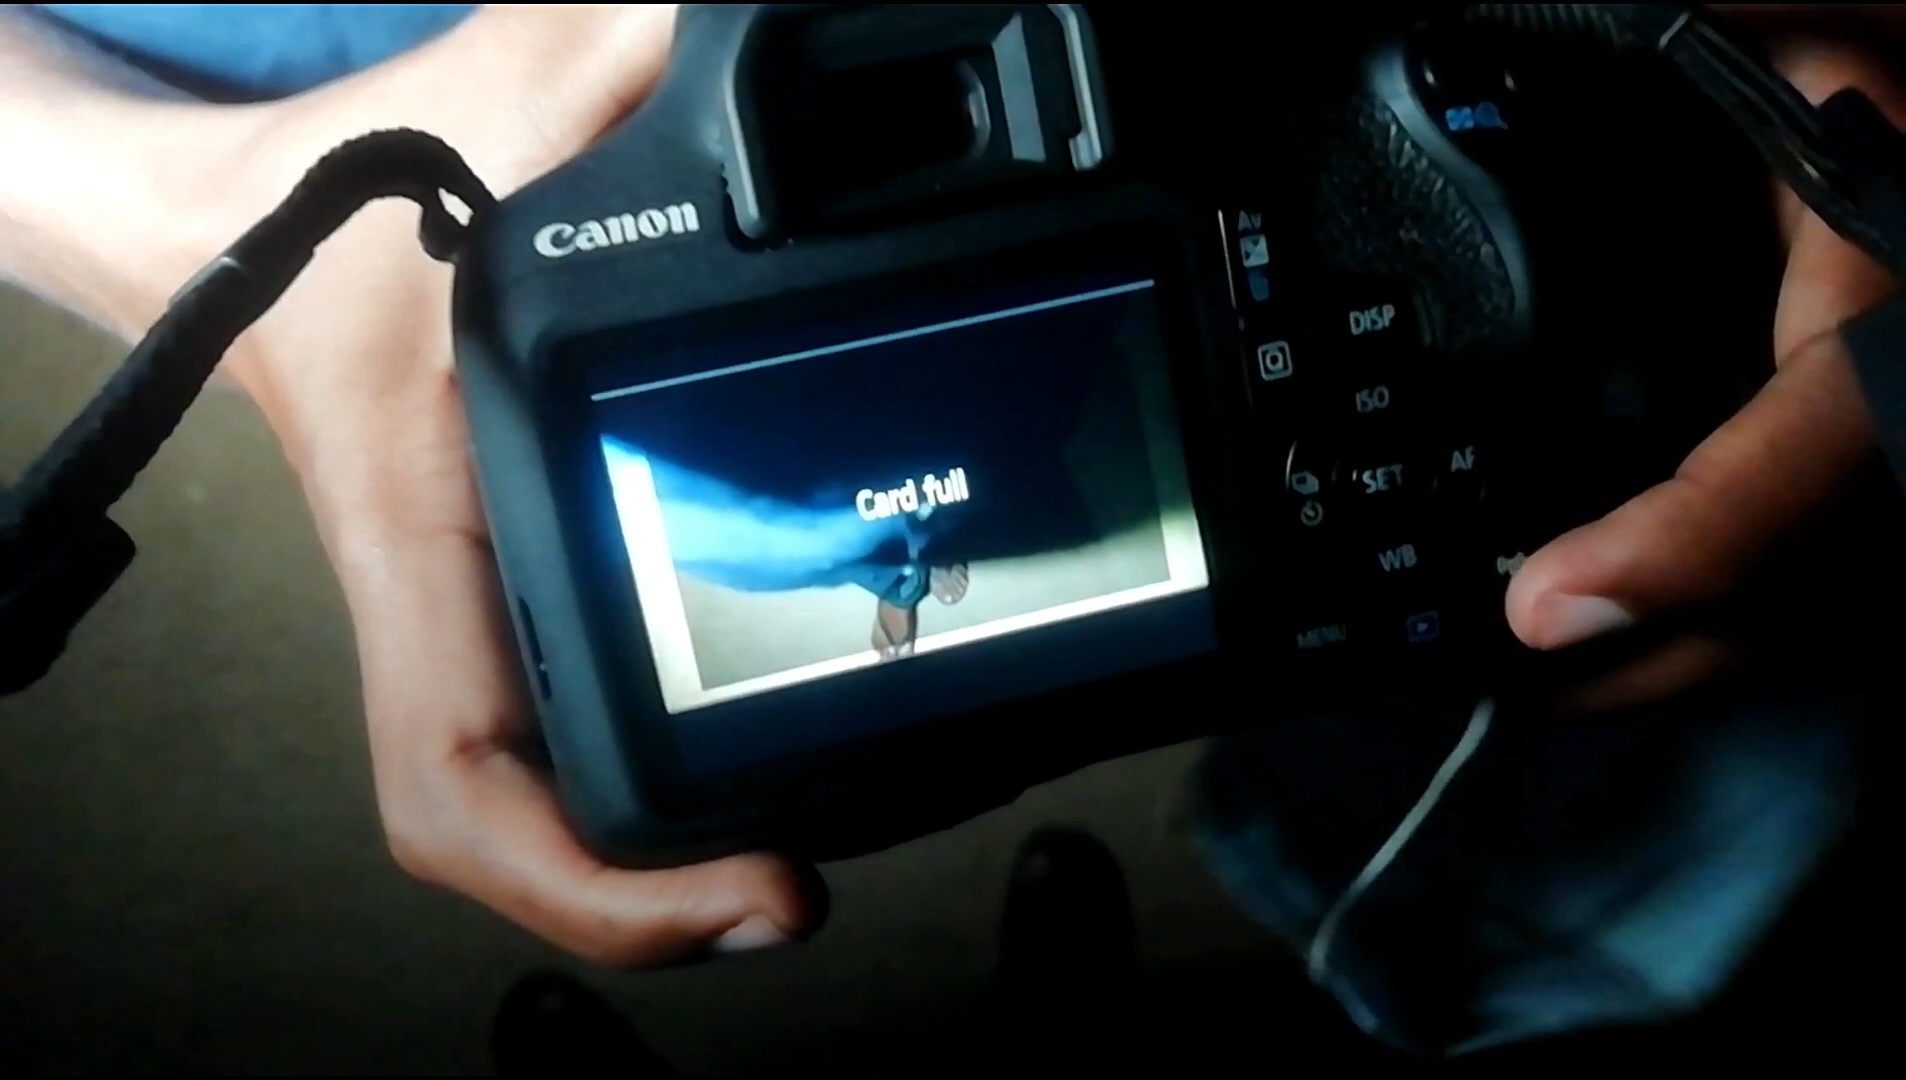 Canon
Av
DISP
Q
ISO
Card full
SET
AF
WB
MENU